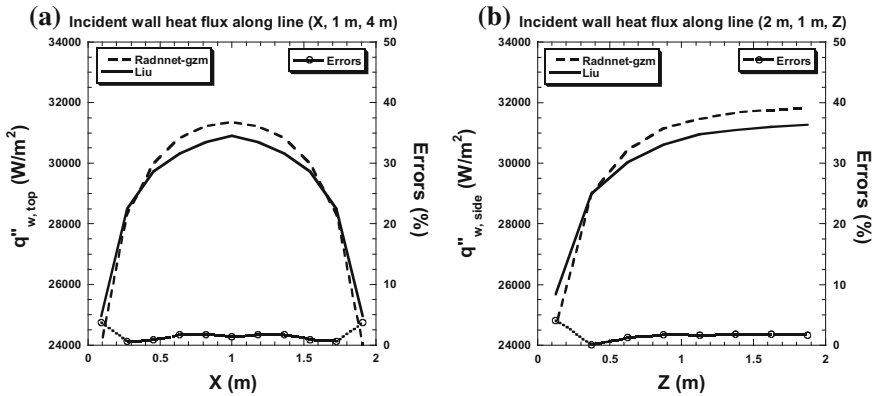 (a) Incident wall heat flux along line (X, 1 m, 4 m)
34000
32000
30000
28000
26000
24000
q"w, top (W/m2)
Radnnet-gzm
Liu
Errors
50
40
30
20
10
0
Errors (%)
0 0.5 1 1.5 2
X (m)
(b) Incident wall heat flux along line (2 m, 1 m, Z)
34000
32000
30000
28000
26000
24000
q"w, side (W/m2)
Radnnet-gzm
Liu
Errors
50
40
30
20
10
0
Errors (%)
0 0.5 1 1.5 2
Z (m)